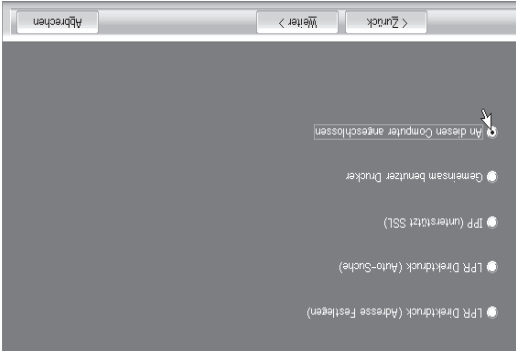 LPR Direktdruck (Adresse Festlegen)
LPR Direktdruck (Auto-Suche)
IPP (unterstützt SSL)
Gemeinsam benutzer Drucker
An diesen Computer angeschlossen
< Zurück
Weiter >
Abbrechen